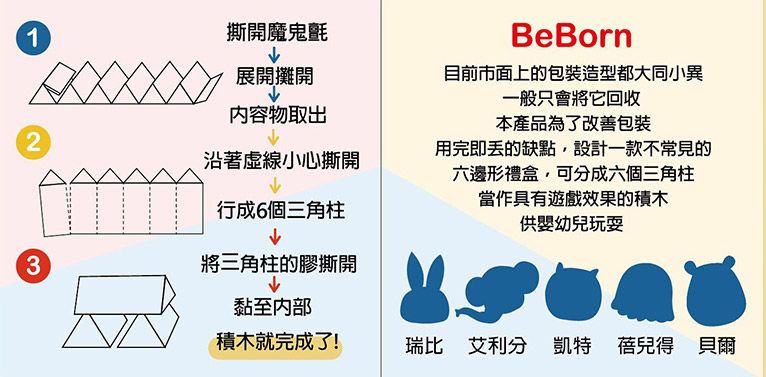 1
撕開魔鬼氈
展開攤開
內容物取出
2
沿著虛線小心撕開
行成6個三角柱
3
將三角柱的膠撕開
黏至內部
積木就完成了!
BeBorn
目前市面上的包裝造型都大同小異
一般只會將它回收
本產品為了改善包裝
用完即丟的缺點，設計一款不常見的
六邊形禮盒，可分成六個三角柱
當作具有遊戲效果的積木
供嬰幼兒玩耍
瑞比 艾利分 凱特 蓓兒得 貝爾